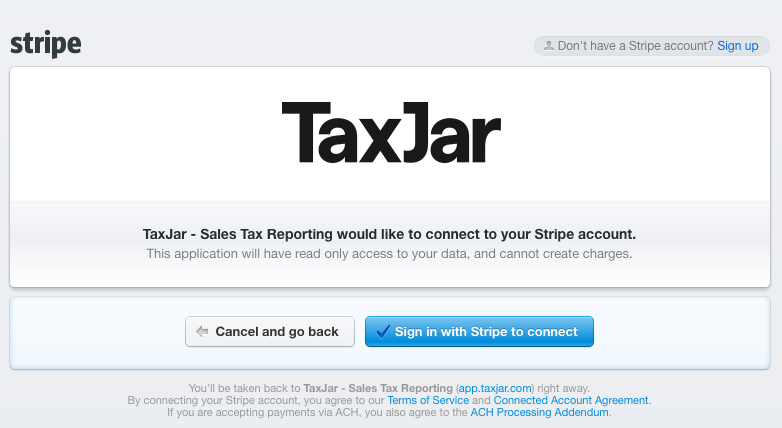 stripe
Don't have a Stripe account? Sign up
TaxJar
TaxJar - Sales Tax Reporting would like to connect to your Stripe account.
This application will have read only access to your data, and cannot create charges.
Cancel and go back
Sign in with Stripe to connect
You'll be taken back to TaxJar - Sales Tax Reporting (app.taxjar.com) right away.
By connecting your Stripe account, you agree to our Terms of Service and Connected Account Agreement.
If you are accepting payments via ACH, you also agree to the ACH Processing Addendum.